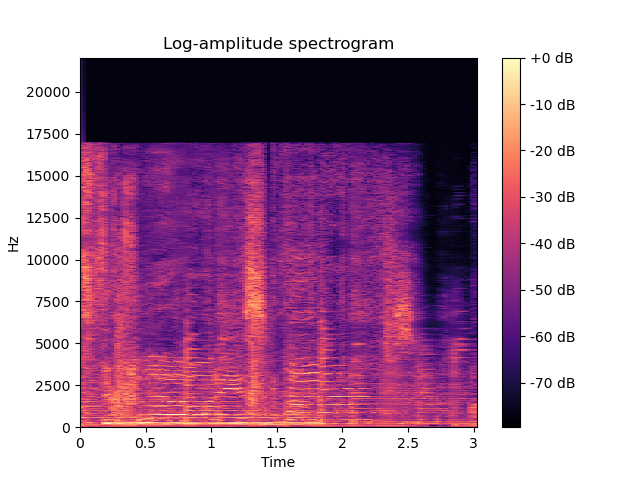 Log-amplitude spectrogram
20000
17500
15000
12500
10000
7500
5000
2500
0
Hz
0
0.5
1
1.5
2
2.5
3
Time
+0 dB
-10 dB
-20 dB
-30 dB
-40 dB
-50 dB
-60 dB
-70 dB